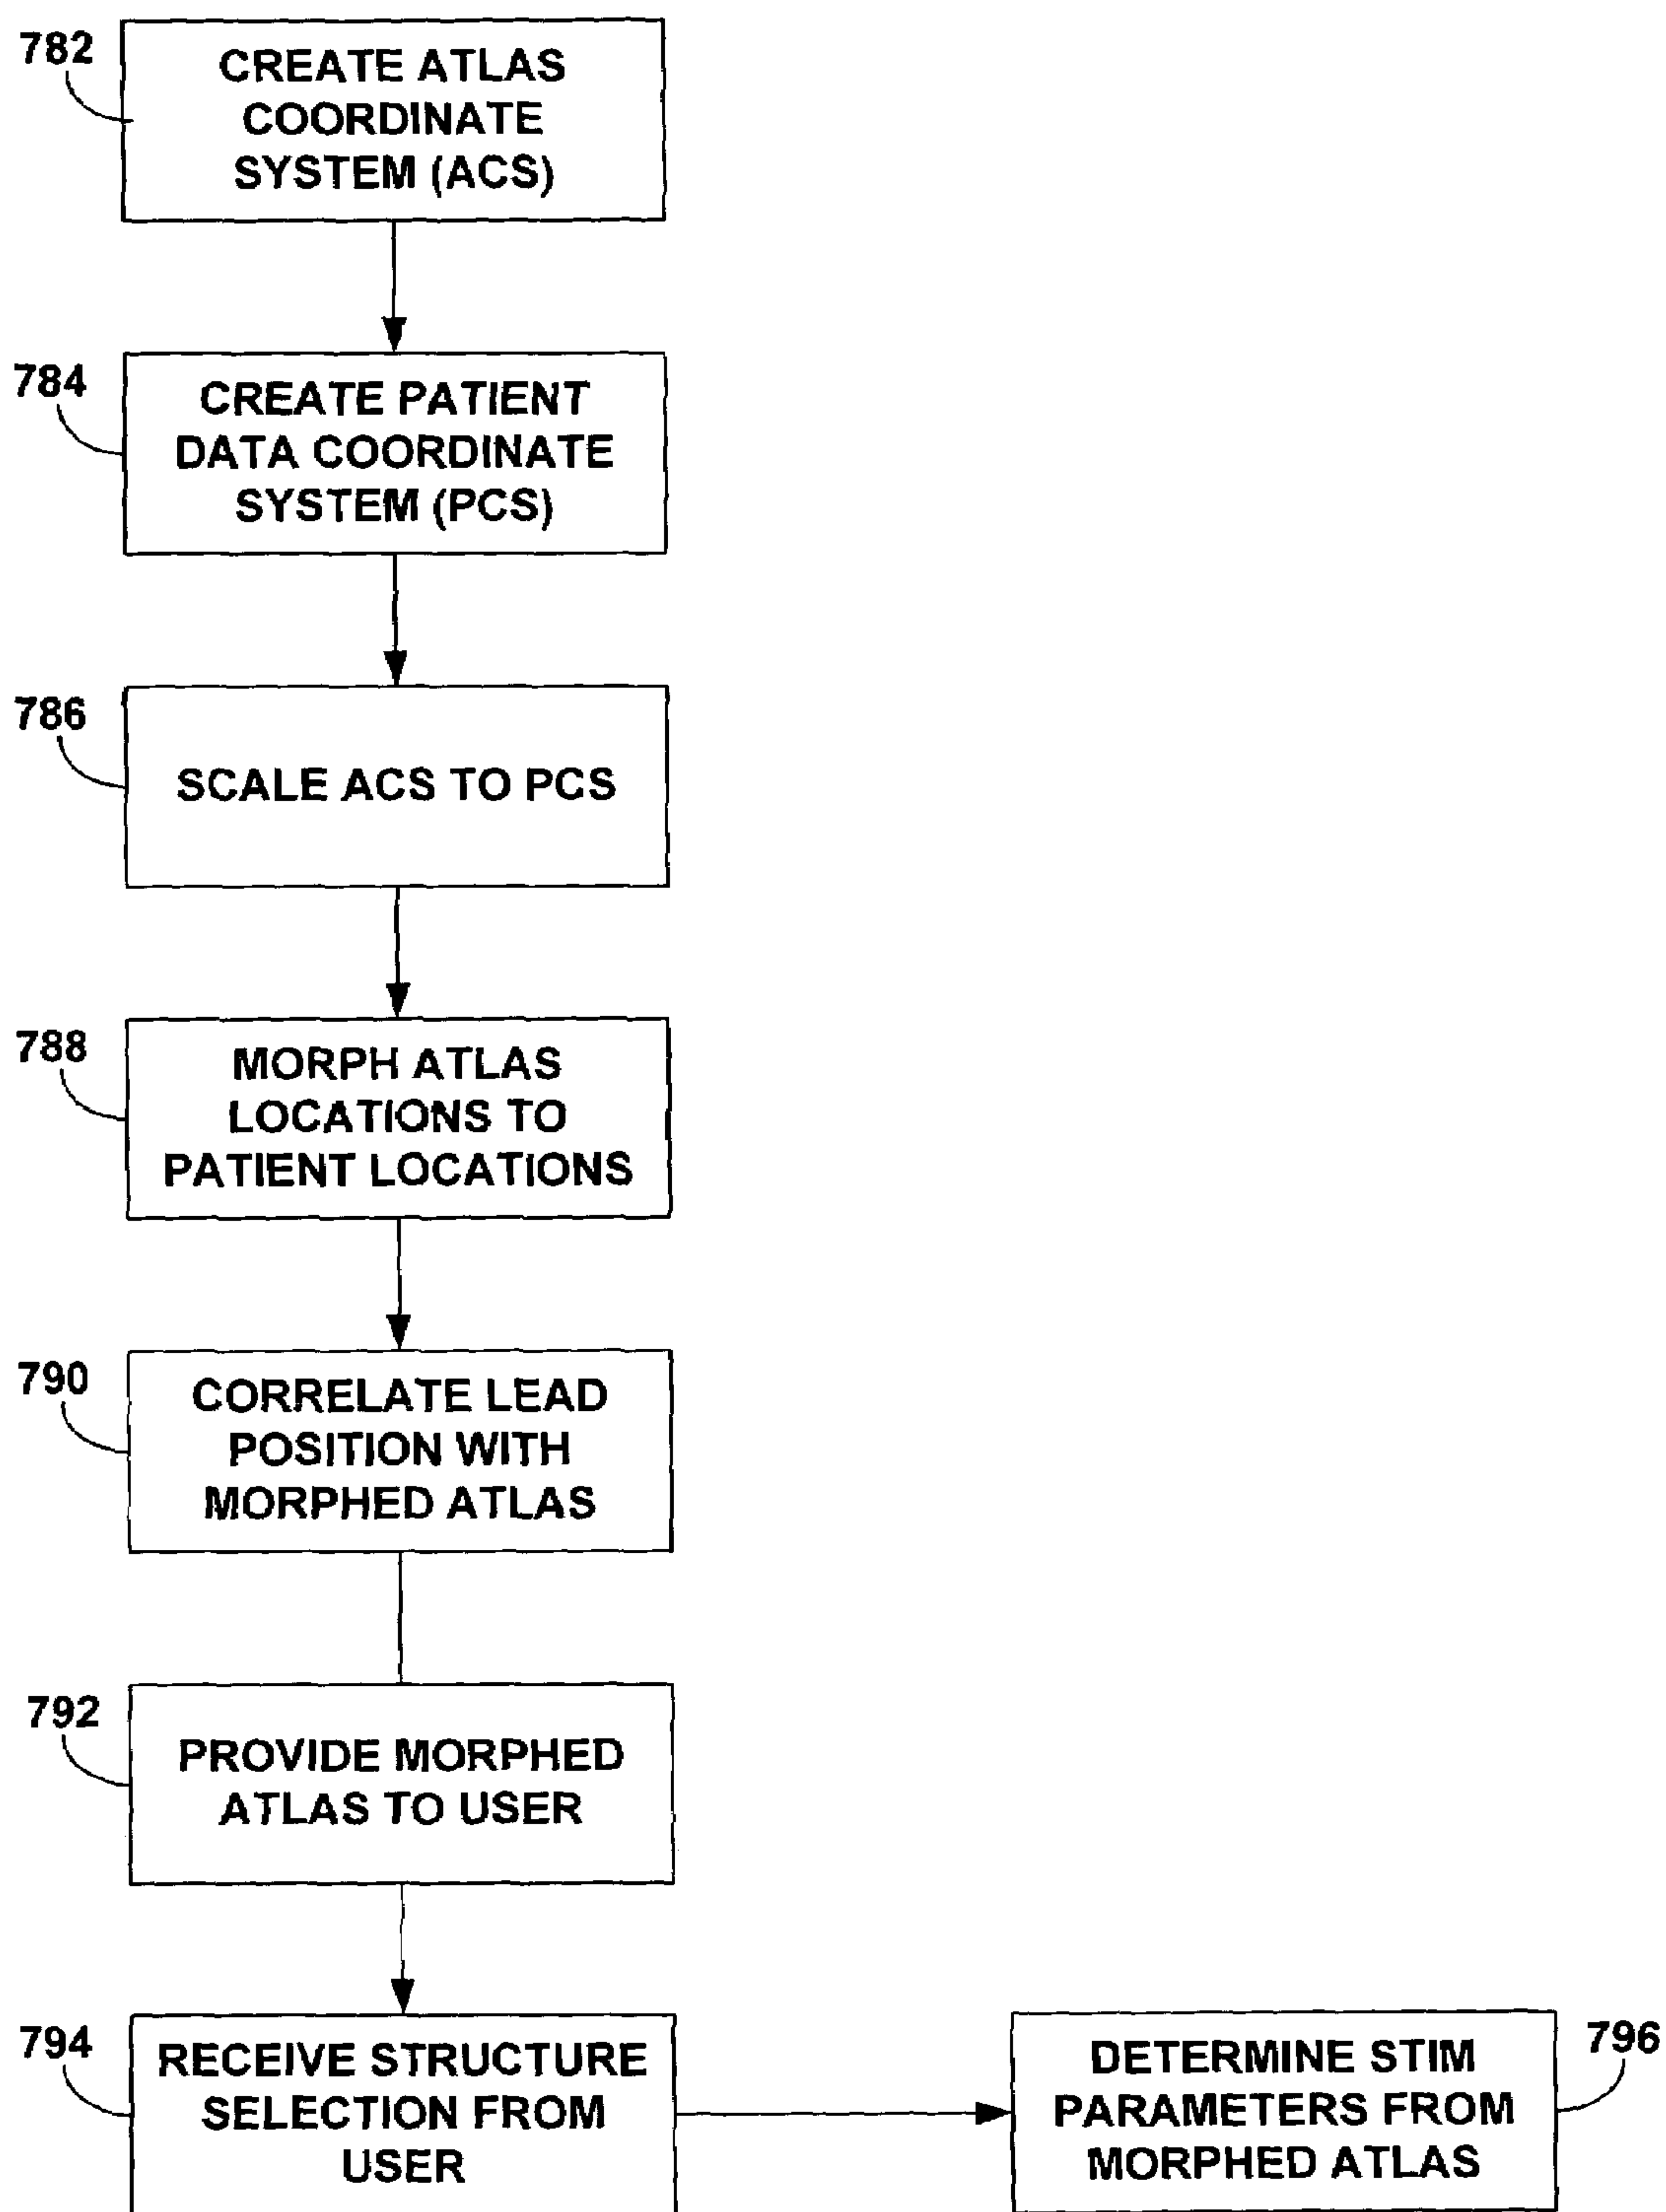 782
CREATE ATLAS
COORDINATE
SYSTEM (ACS)
784
CREATE PATIENT
DATA COORDINATE
SYSTEM (PCS)
786
SCALE ACS TO PCS
788
MORPH ATLAS
LOCATIONS TO
PATIENT LOCATIONS
790
CORRELATE LEAD
POSITION WITH
MORPHED ATLAS
792
PROVIDE MORPHED
ATLAS TO USER
794
RECEIVE STRUCTURE
SELECTION FROM
USER
796
DETERMINE STIM
PARAMETERS FROM
MORPHED ATLAS